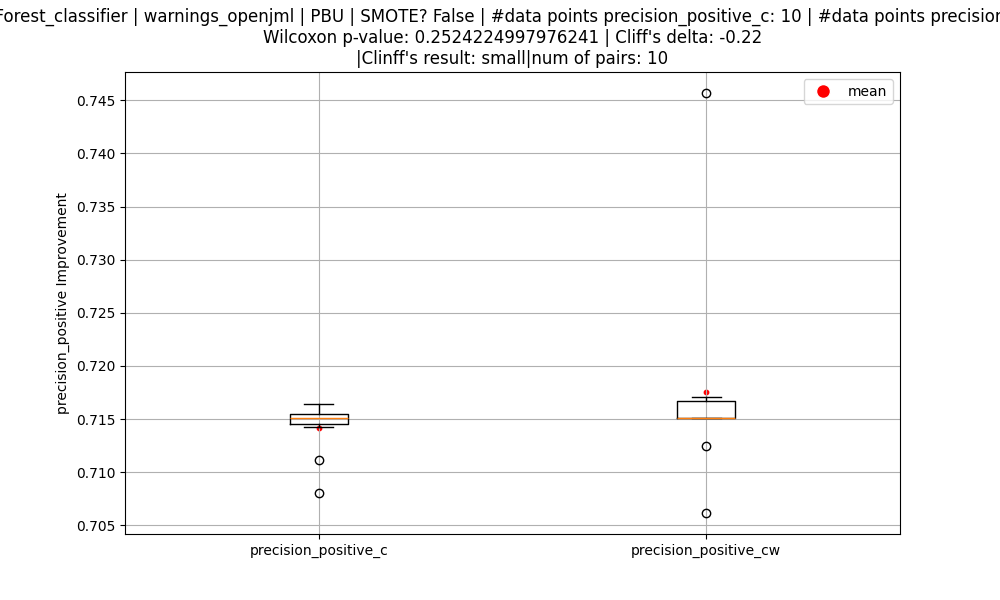 Forest_classifier | warnings_openjml | PBU | SMOTE? False | #data points precision_positive_c: 10 | #data points precision
Wilcoxon p-value: 0.2524224997976241 | Cliff's delta: -0.22
|Clinff's result: small|num of pairs: 10
mean
0.745
0.740
0.735
0.730
0.725
0.720
0.715
0.710
0.705
precision_positive Improvement
precision_positive_c
precision_positive_cw